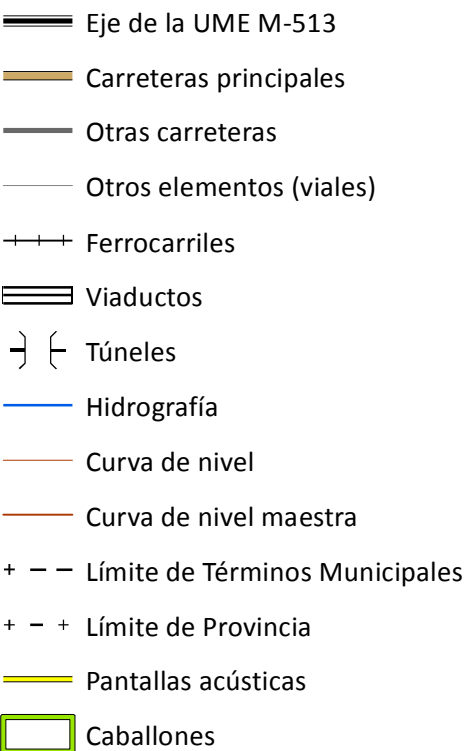 Eje de la UME M-513
Carreteras principales
Otras carreteras
Otros elementos (viales)
Ferrocarriles
Viaductos
Túneles
Hidrografía
Curva de nivel
Curva de nivel maestra
Límite de Términos Municipales
Límite de Provincia
Pantallas acústicas
Caballones